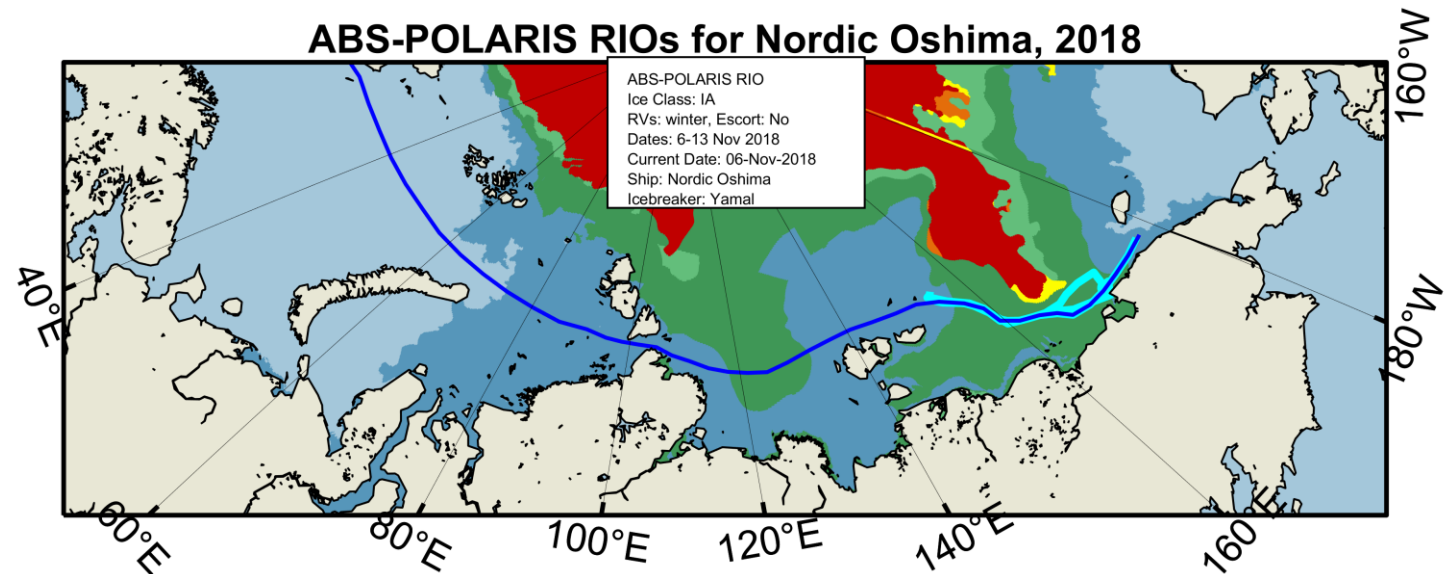 ABS-POLARIS RIOs for Nordic Oshima, 2018
ABS-POLARIS RIO
Ice Class: IA
RVs: winter, Escort: No
Dates: 6-13 Nov 2018
Current Date: 06-Nov-2018
Ship: Nordic Oshima
Icebreaker: Yamal
160°W
40°E
180°W
60°E
80°E
100°E
120°E
140°E
160°E